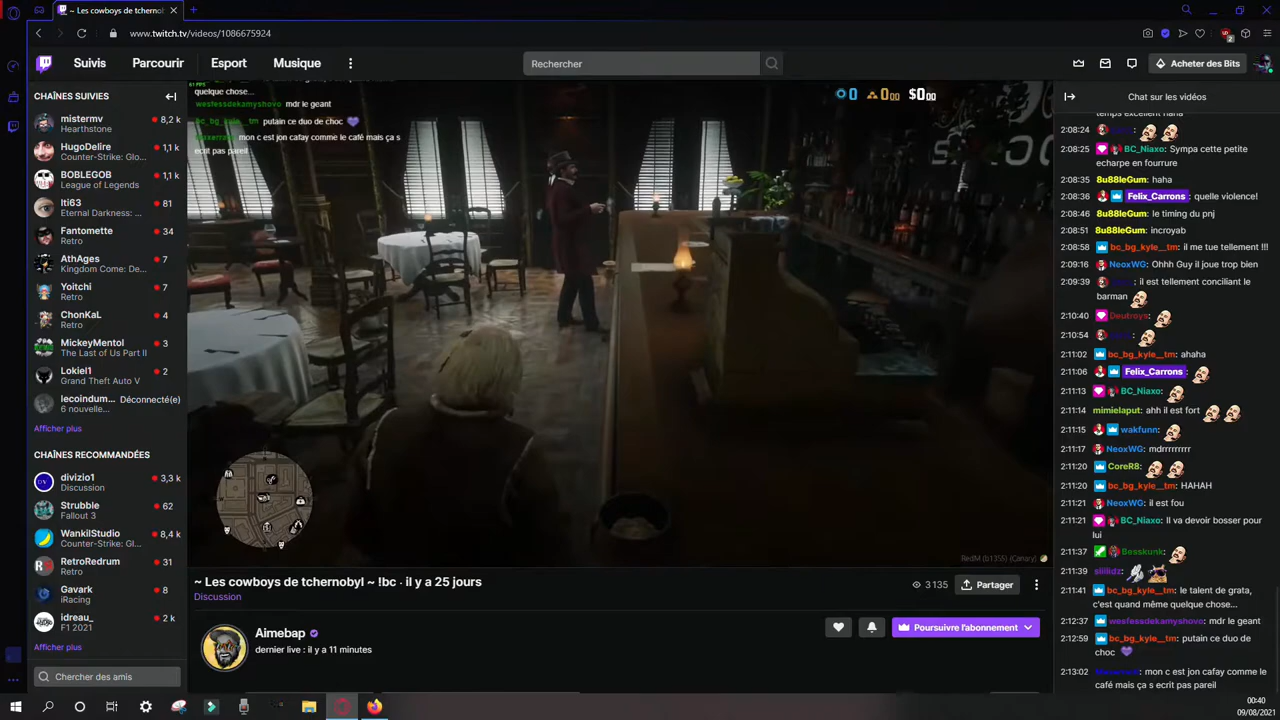 ~ Les cowboys de tchernoby
www.twitch.tv/videos/1086675924
2
Suivis
Parcourir
Esport
Musique
Rechercher
Acheter des Bits
CHAÎNES SUIVIES
mistermv
8,2 k
Hearthstone
HugoDelire
1,1 k
Counter-Strike: Glo...
BOBLEGOB
1,1 k
League of Legends
Iti63
81
Eternal Darkness: ...
Fantomette
34
Retro
AthAges
7
Kingdom Come: De...
Yoitchi
7
Retro
ChonKaL
4
Retro
MickeyMentol
3
The Last of Us Part II
Lokiel1
2
Grand Theft Auto V
lecoindum...
Déconnecté(e)
6 nouvelle...
Afficher plus
CHAÎNES RECOMMANDÉES
divizio1
3,3 k
Discussion
Strubble
62
Fallout 3
WankilStudio
8,4 k
Counter-Strike: Gl...
RetroRedrum
31
Retro
Gavark
8
iRacing
idreau_
2 k
F1 2021
Afficher plus
Chercher des amis
quelque chose...
wesfessdekamyshovo mdr le geant
bc_bg_kyle__tm putain ce duo de choc
mon c est jon cafay comme le café mais ça s
ecrit pas pareil
0
000
$000
RedM (b1355) (Canary)
~ Les cowboys de tchernobyl ~ !bc · il y a 25 jours
Discussion
3 135
Partager
Aimebap
dernier live : il y a 11 minutes
Poursuivre l'abonnement
Chat sur les vidéos
temps excellent haha
2:08:24
2:08:25 BC_Niaxo: Sympa cette petite
echarpe en fourrure
2:08:35 8u88leGum: haha
2:08:36 Felix_Carrons : quelle violence!
2:08:46 8u88leGum: le timing du pnj
2:08:51 8u88leGum: incroyab
2:08:58 bc_bg_kyle__tm: il me tue tellement !!!
2:09:16 NeoxWG: Ohhh Guy il joue trop bien
2:09:39 : il est tellement conciliant le
barman
2:10:40 Deutroys:
2:10:54
2:11:02 bc_bg_kyle__tm: ahaha
2:11:06 Felix_Carrons :
2:11:13 BC_Niaxo:
2:11:14 mimielaput: ahh il est fort
2:11:15 wakfunn:
2:11:17 NeoxWG: mdrrrrrrrr
2:11:20 CoreR8:
2:11:20 bc_bg_kyle__tm: HAHAH
2:11:21 NeoxWG: il est fou
2:11:21 BC_Niaxo: Il va devoir bosser pour
lui
2:11:37 Besskunk:
2:11:39
2:11:41 bc_bg_kyle__tm: le talent de grata,
c'est quand même quelque chose...
2:12:37 wesfessdekamyshovo: mdr le geant
2:12:59 bc_bg_kyle__tm: putain ce duo de
choc
2:13:02 : mon c est jon cafay comme le
café mais ça s ecrit pas pareil
00:40
09/08/2021